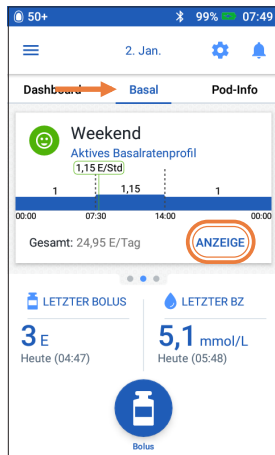 50+ 99% 07:49
2. Jan.
Dashboard Basal Pod-Info
Weekend
Aktives Basalratenprofil
1,15 E/Std
1 1,15 1
00:00 07:30 14:00 00:00
Gesamt: 24,95 E/Tag ANZEIGE
LETZTER BOLUS LETZTER BZ
3 E 5,1 mmol/L
Heute (04:47) Heute (05:48)
Bolus